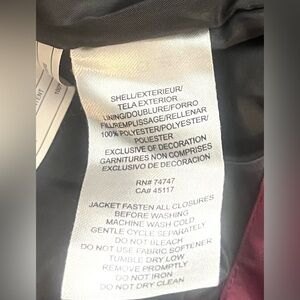 SHELL/EXTERIEUR/
TELA EXTERIOR
LINING/DOUBLURE/FORRO
FILL/REMPLISSAGE/RELLENAR
100% POLYESTER/POLYESTER/
POLIESTER
EXCLUSIVE OF DECORATION
GARNITURES NON COMPRISES
EXCLUSIVO DE DECORACION
RN# 74747
CA# 45117
JACKET FASTEN ALL CLOSURES
BEFORE WASHING
MACHINE WASH COLD
GENTLE CYCLE SEPARATELY
DO NOT BLEACH
DO NOT USE FABRIC SOFTENER
TUMBLE DRY LOW
REMOVE PROMPTLY
DO NOT IRON
DO NOT DRY CLEAN